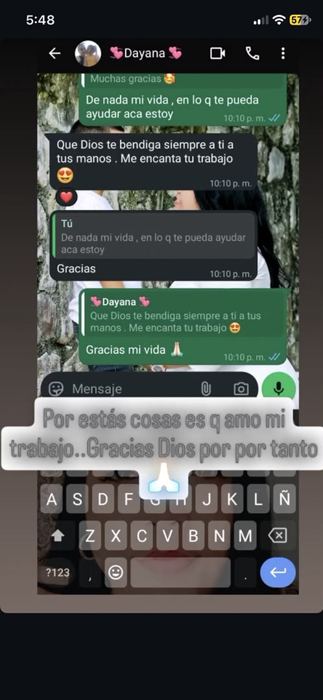 5:48
57
💘Dayana 💘
Muchas gracias 🥰
De nada mi vida , en lo q te pueda
ayudar aca estoy
10:10 p. m.
Que Dios te bendiga siempre a ti a
tus manos . Me encanta tu trabajo
😍
10:10 p. m.
❤️
Tú
De nada mi vida , en lo q te pueda ayudar
aca estoy
Gracias
10:10 p. m.
💘Dayana 💘
Que Dios te bendiga siempre a ti a tus
manos . Me encanta tu trabajo 😍
Gracias mi vida 🙏🏻
10:10 p. m.
Mensaje
Por estás cosas es q amo mi
trabajo..Gracias Dios por por tanto
🙏🏻
A S D F G H J K L Ñ
Z X C V B N M
?123 , .